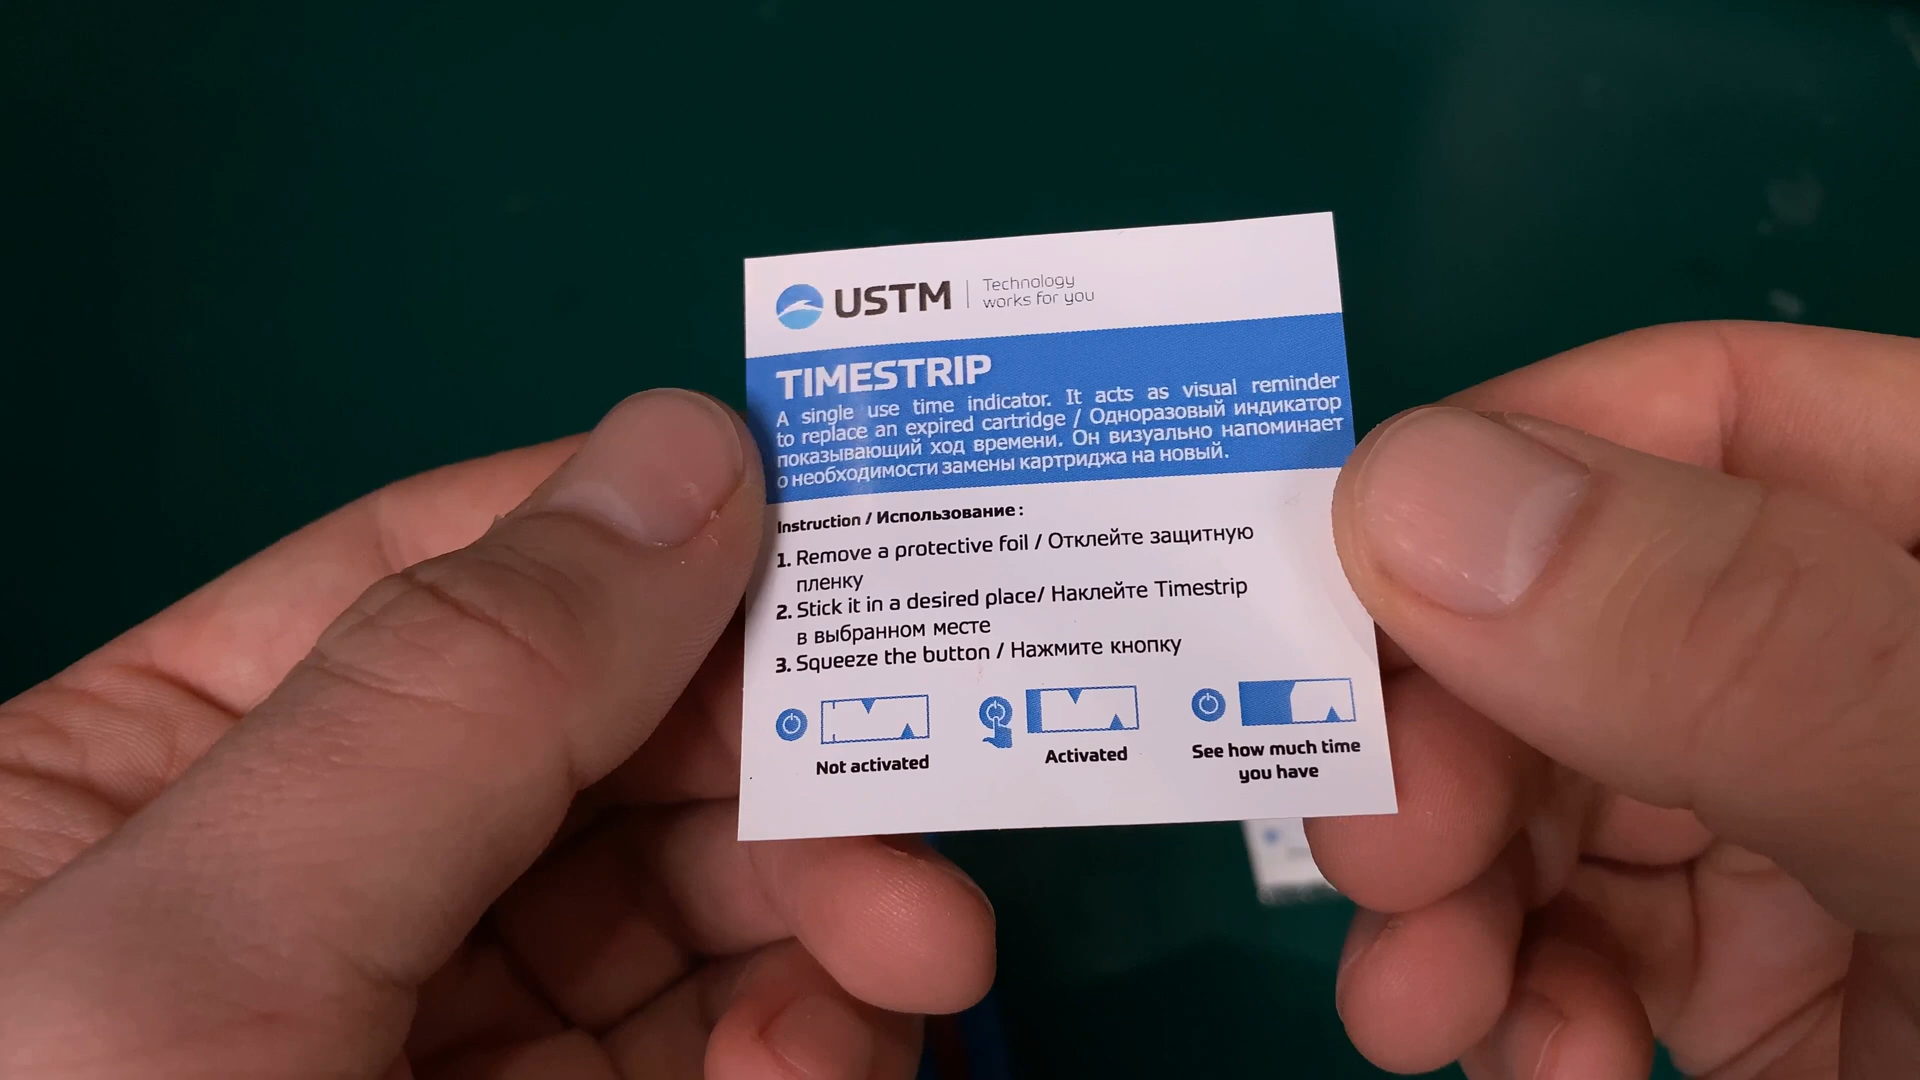 USTM
Technology
works for you
TIMESTRIP
A single use time indicator. It acts as visual reminder
to replace an expired cartridge / Одноразовый индикатор
показывающий ход времени. Он визуально напоминает
о необходимости замены картриджа на новый.
Instruction / Использование:
1. Remove a protective foil / Отклейте защитную
пленку
2. Stick it in a desired place/ Наклейте Timestrip
в выбранном месте
3. Squeeze the button / Нажмите кнопку
Not activated
Activated
See how much time
you have